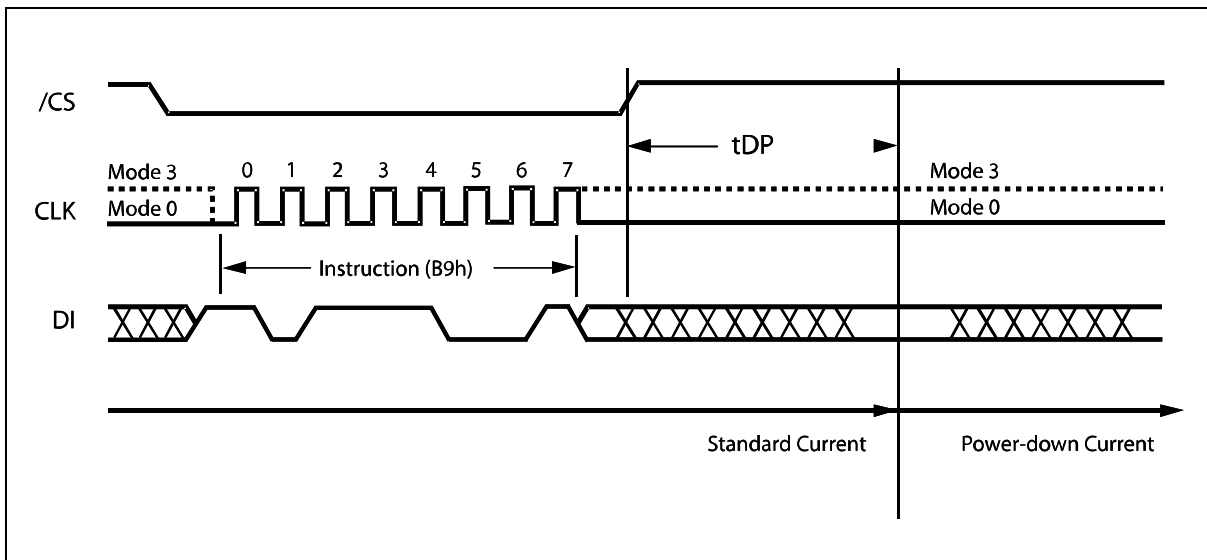 /CS
tDP
Mode 3 0 1 2 3 4 5 6 7 Mode 3
CLK Mode 0 Mode 0
Instruction (B9h)
DI
Standard Current Power-down Current